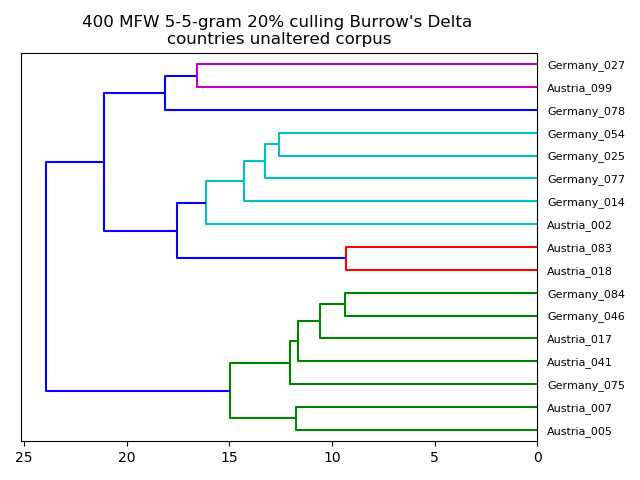 400 MFW 5-5-gram 20% culling Burrow's Delta
countries unaltered corpus
Germany_027
Austria_099
Germany_078
Germany_054
Germany_025
Germany_077
Germany_014
Austria_002
Austria_083
Austria_018
Germany_084
Germany_046
Austria_017
Austria_041
Germany_075
Austria_007
Austria_005
25 20 15 10 5 0